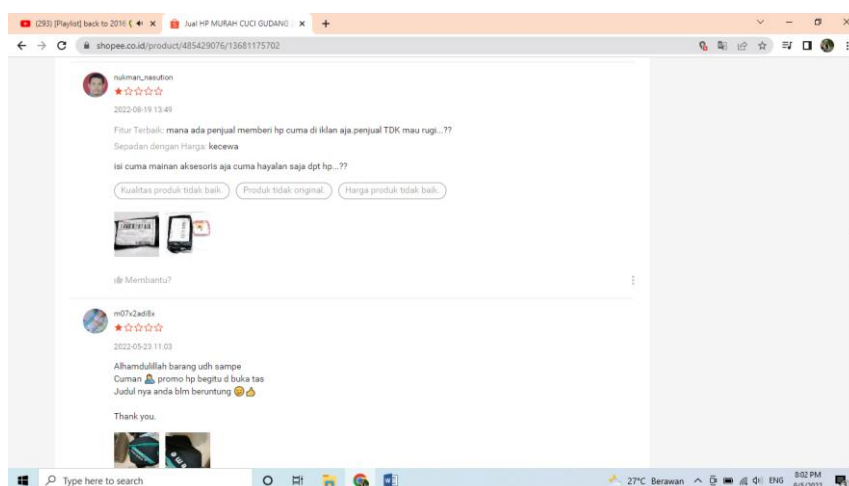 (293) [Playlist] back to 2016
Jual HP MURAH CUCI GUDANG
shopee.co.id/product/485429076/13681175702
nukman_nasution
2022-08-19 13:49
Fitur Terbaik: mana ada penjual memberi hp cuma di iklan aja.penjual TDK mau rugi...??
Sepadan dengan Harga: kecewa
isi cuma mainan aksesoris aja cuma hayalan saja dpt hp...??
Kualitas produk tidak baik.
Produk tidak original.
Harga produk tidak baik.
Membantu?
m07x2adi8x
2022-05-23 11:03
Alhamdulillah barang udh sampe
Cuman 🤷 promo hp begitu d buka tas
Judul nya anda blm beruntung 😊👍
Thank you.
Type here to search
27°C Berawan
ENG
8:02 PM